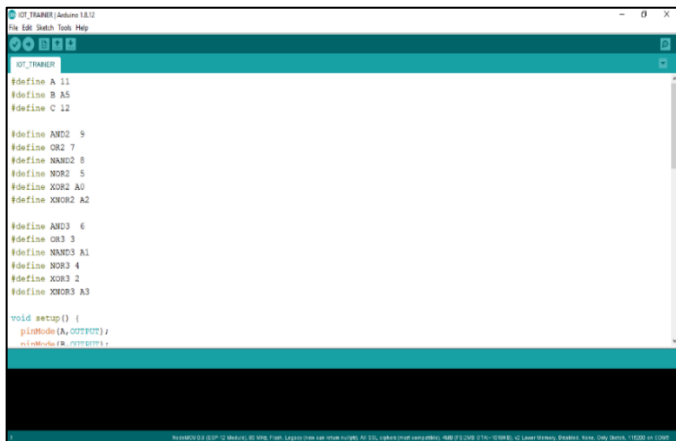 IOT_TRAINER | Arduino 1.8.12
File Edit Sketch Tools Help
IOT_TRAINER
#define A 11
#define B A5
#define C 12
#define AND2 9
#define OR2 7
#define NAND2 8
#define NOR2 5
#define XOR2 A0
#define XNOR2 A2
#define AND3 6
#define OR3 3
#define NAND3 A1
#define NOR3 4
#define XOR3 2
#define XNOR3 A3
void setup() {
pinMode(A,OUTPUT);
pinMode(B,OUTPUT);